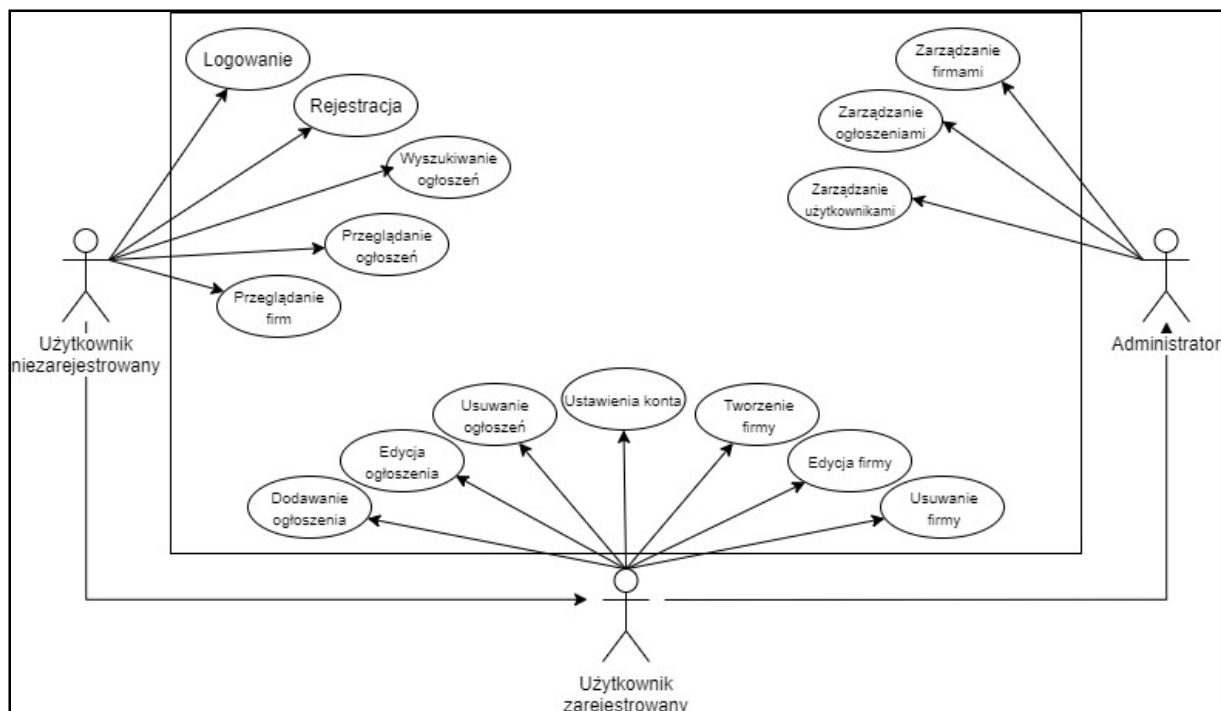 Logowanie
Rejestracja
Wyszukiwanie
ogłoszeń
Przeglądanie
ogłoszeń
Przeglądanie
firm
Użytkownik
niezarejestrowany
Zarządzanie
firmami
Zarządzanie
ogłoszeniami
Zarządzanie
użytkownikami
Administrator
Dodawanie
ogłoszenia
Edycja
ogłoszenia
Usuwanie
ogłoszeń
Ustawienia konta
Tworzenie
firmy
Edycja firmy
Usuwanie
firmy
Użytkownik
zarejestrowany